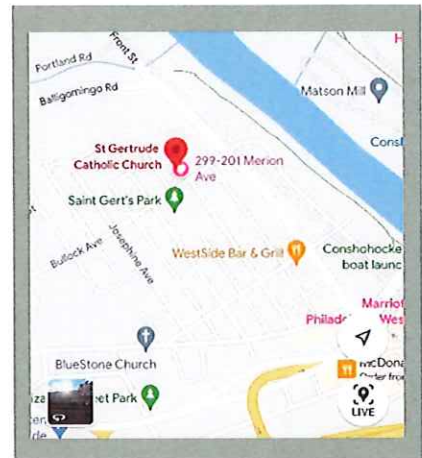 Front St
Portland Rd
Balligomingo Rd
Matson Mill
St Gertrude
Catholic Church
299-201 Merion
Ave
Saint Gert's Park
Bullock Ave
Josephine Ave
WestSide Bar & Grill
Conshohocke
boat launc
Marriot
Wes
BlueStone Church
LIVE